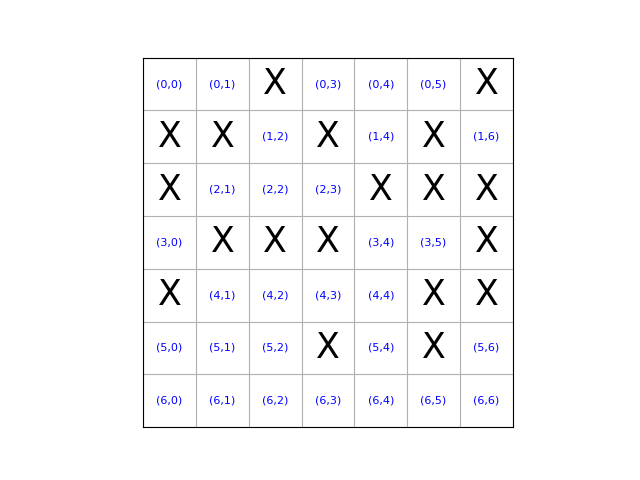 (0,0) (0,1) X (0,3) (0,4) (0,5) X
X X (1,2) X (1,4) X (1,6)
X (2,1) (2,2) (2,3) X X X
(3,0) X X X (3,4) (3,5) X
X (4,1) (4,2) (4,3) (4,4) X X
(5,0) (5,1) (5,2) X (5,4) X (5,6)
(6,0) (6,1) (6,2) (6,3) (6,4) (6,5) (6,6)